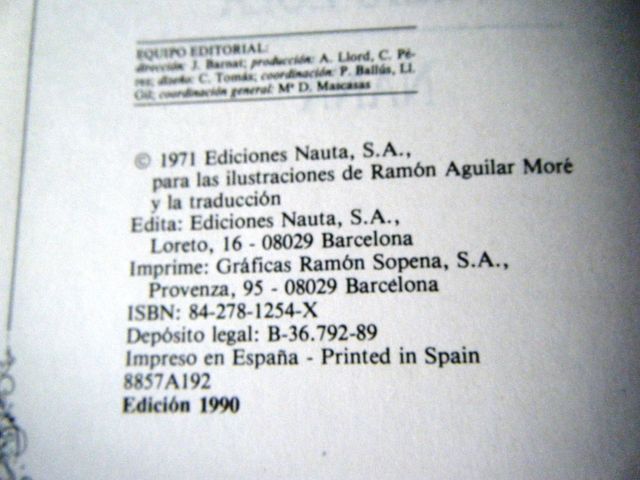 EQUIPO EDITORIAL:
dirección: J. Barnat; producción: A. Llord, C. Pé-
rez; diseño: C. Tomás; coordinación: P. Ballús, Ll.
Gil; coordinación general: Mª D. Mascasas
© 1971 Ediciones Nauta, S.A.,
para las ilustraciones de Ramón Aguilar Moré
y la traducción
Edita: Ediciones Nauta, S.A.,
Loreto, 16 - 08029 Barcelona
Imprime: Gráficas Ramón Sopena, S.A.,
Provenza, 95 - 08029 Barcelona
ISBN: 84-278-1254-X
Depósito legal: B-36.792-89
Impreso en España - Printed in Spain
8857A192
Edición 1990